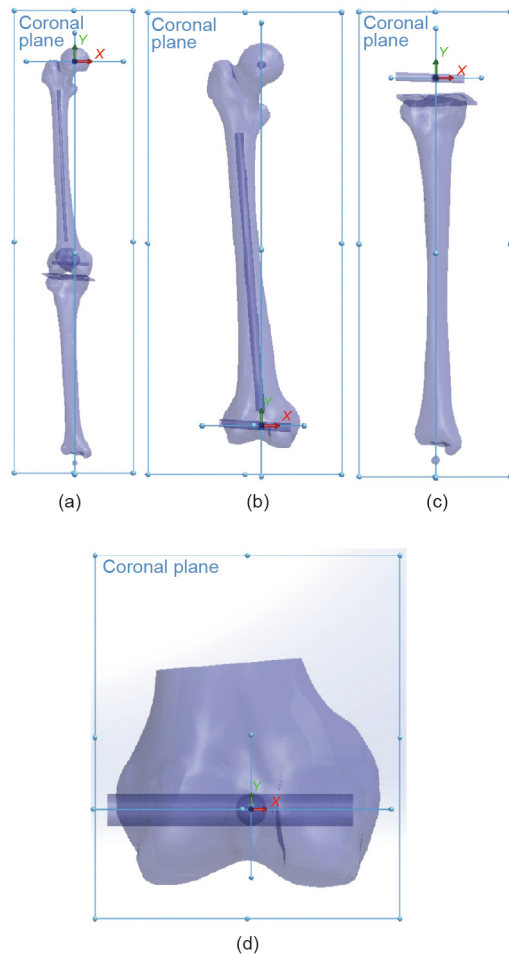 Coronal
plane
Y
X
(a)
Coronal
plane
Y
X
(b)
Coronal
plane
Y
X
(c)
Coronal plane
Y
X
(d)